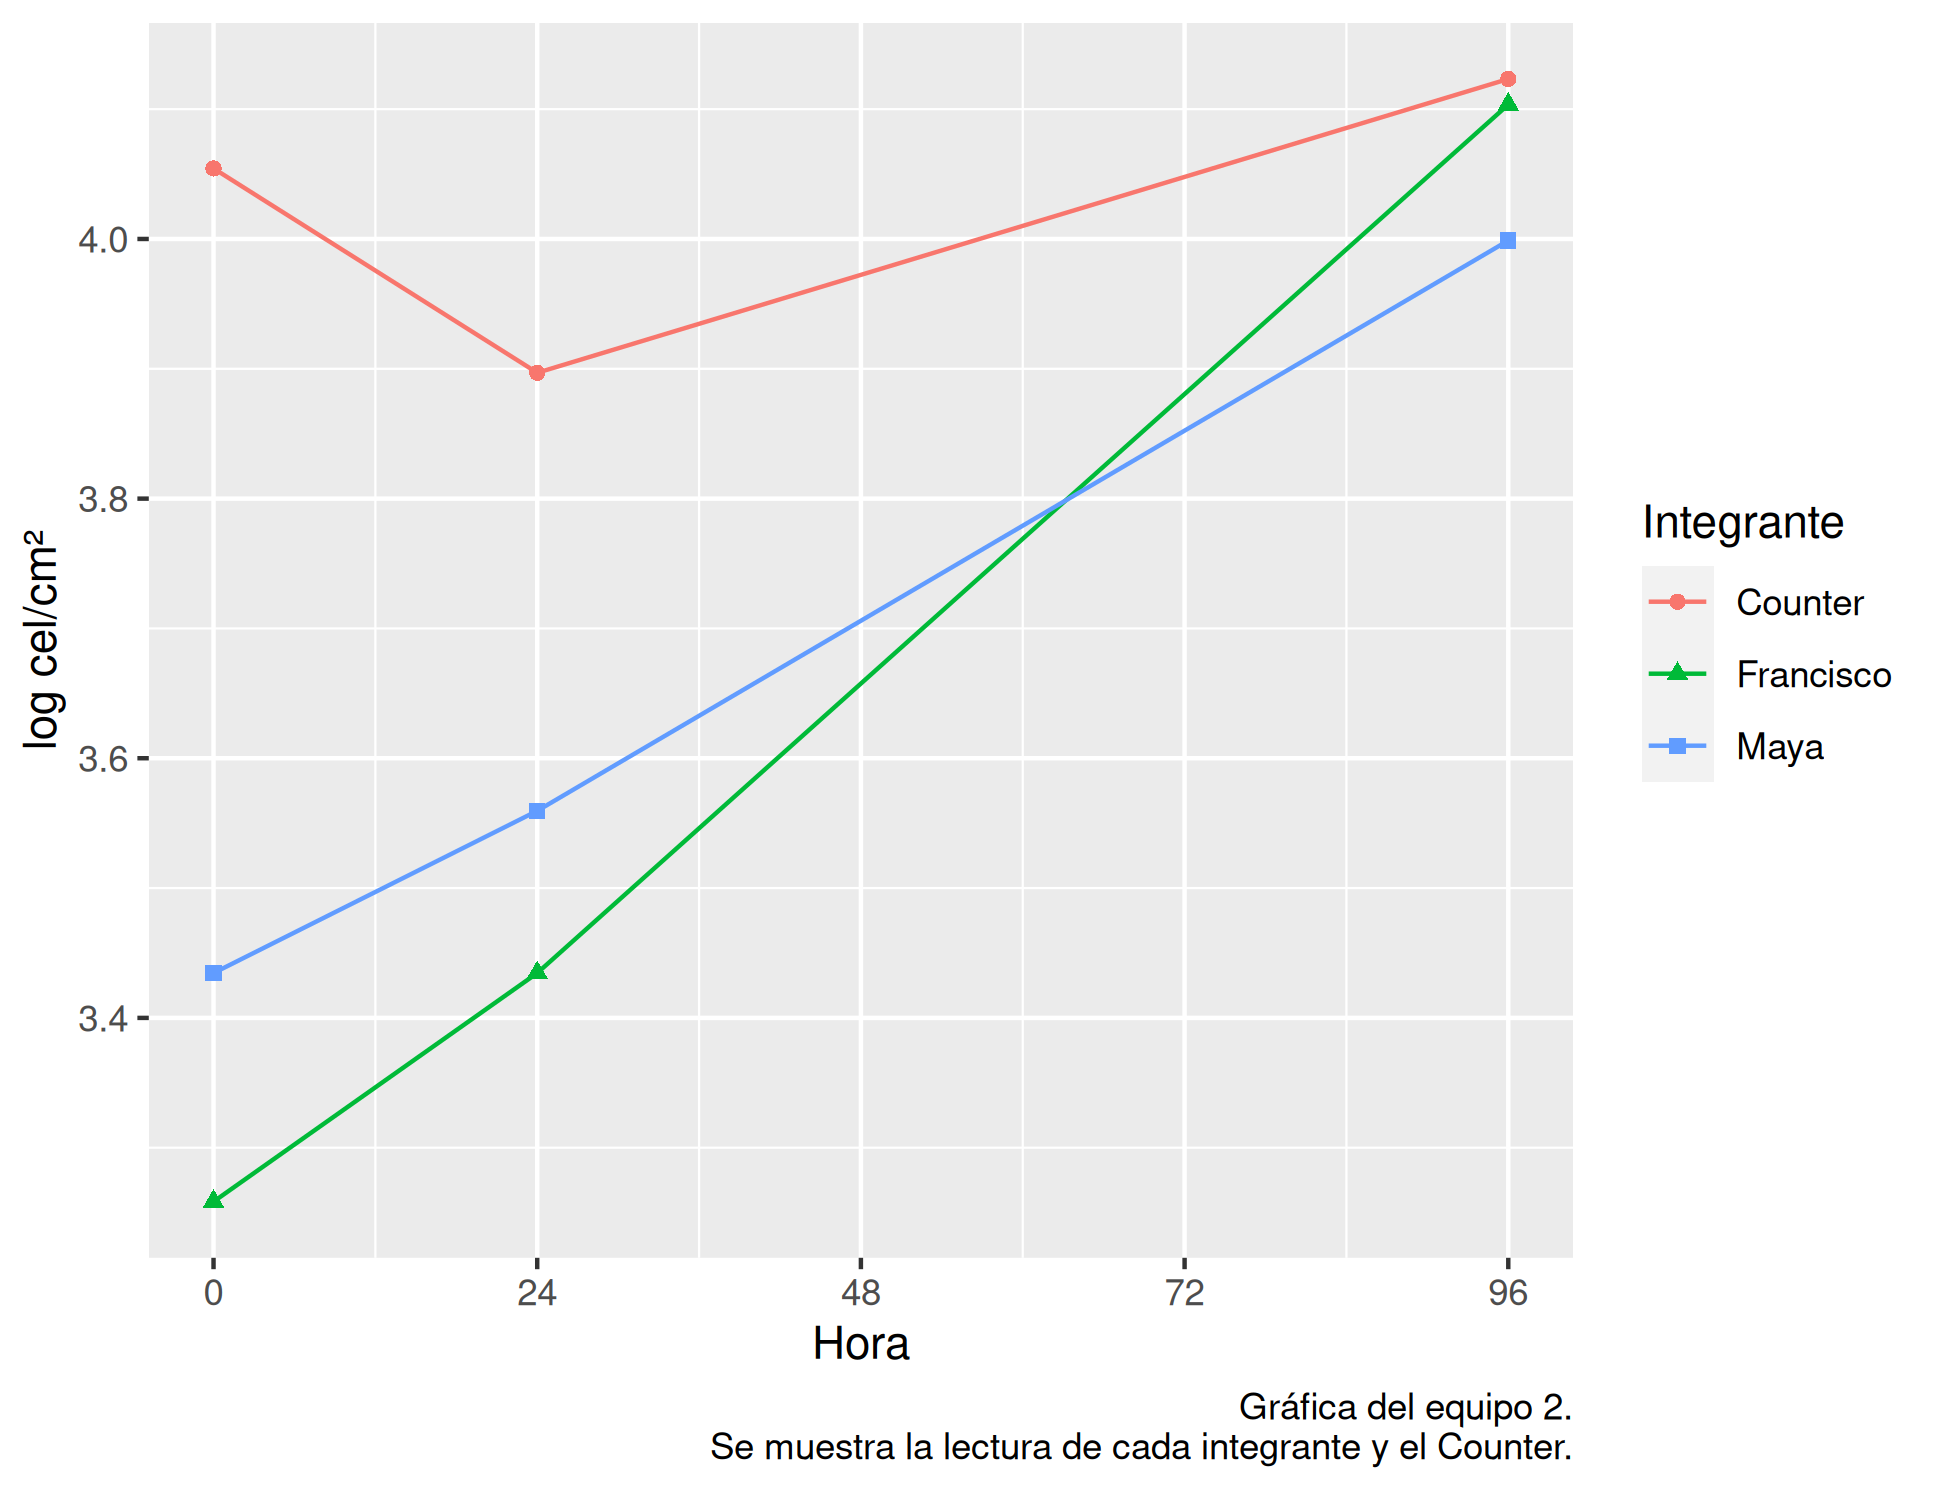 4.0
3.8
3.6
3.4
log cel/cm²
0 24 48 72 96
Hora
Integrante
Counter
Francisco
Maya
Gráfica del equipo 2.
Se muestra la lectura de cada integrante y el Counter.